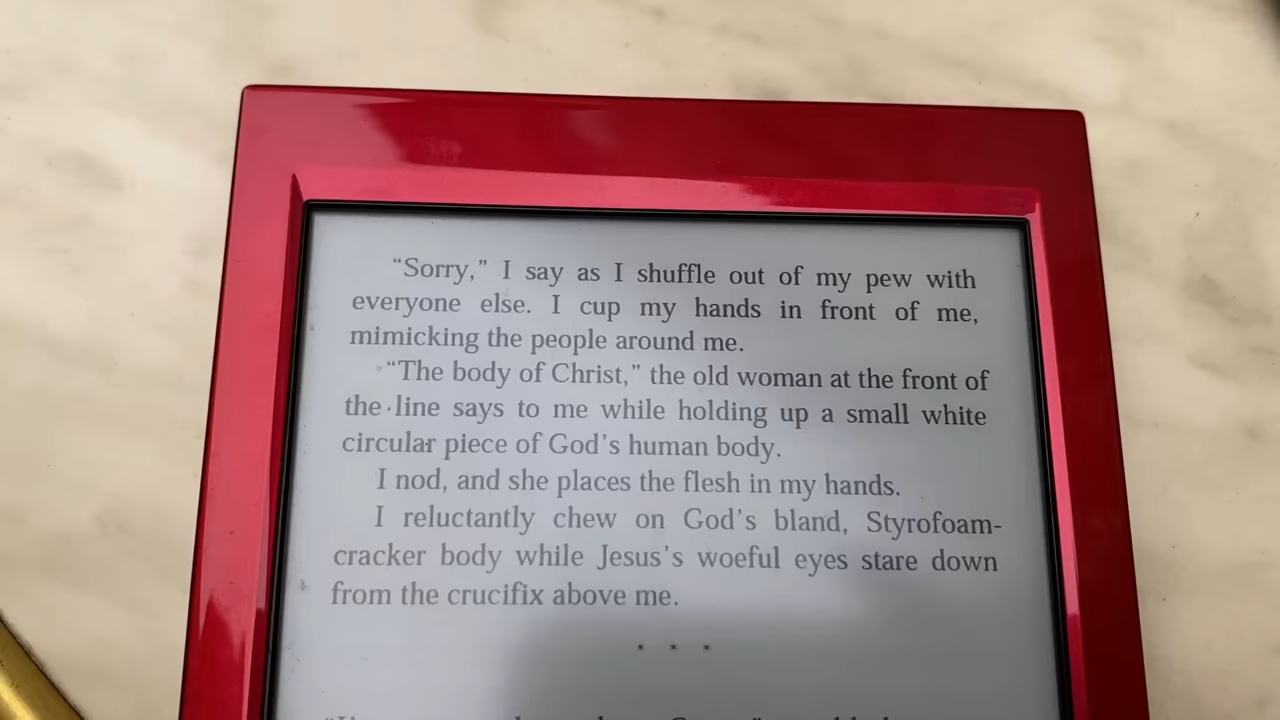 “Sorry,” I say as I shuffle out of my pew with
everyone else. I cup my hands in front of me,
mimicking the people around me.
“The body of Christ,” the old woman at the front of
the line says to me while holding up a small white
circular piece of God’s human body.
I nod, and she places the flesh in my hands.
I reluctantly chew on God’s bland, Styrofoam-
cracker body while Jesus’s woeful eyes stare down
from the crucifix above me.
* * *